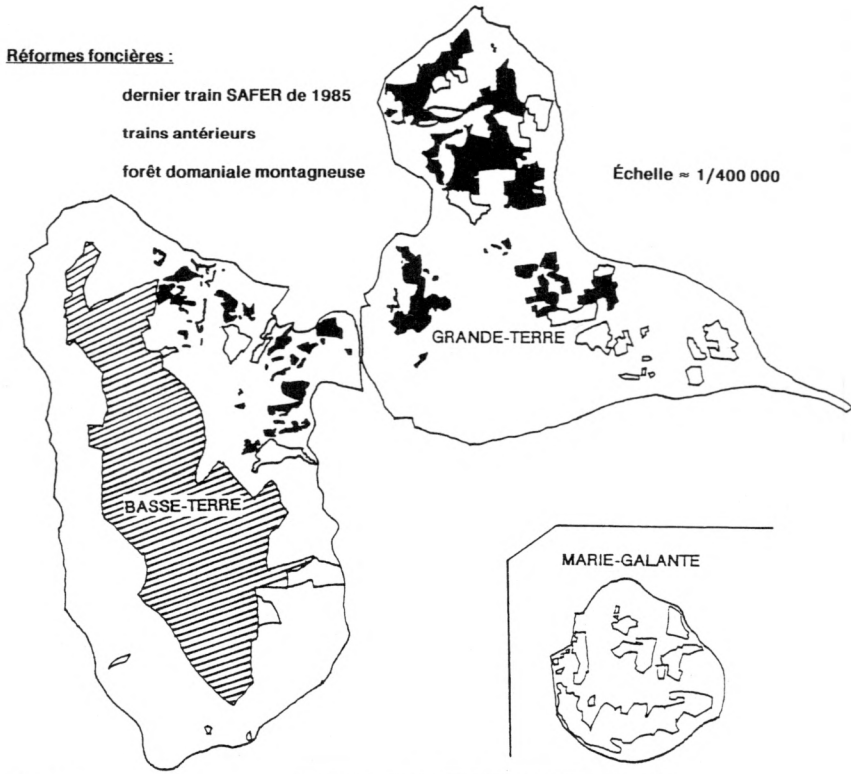 Réformes foncières :
dernier train SAFER de 1985
trains antérieurs
forêt domaniale montagneuse
Échelle ≈ 1/400 000
GRANDE-TERRE
BASSE-TERRE
MARIE-GALANTE